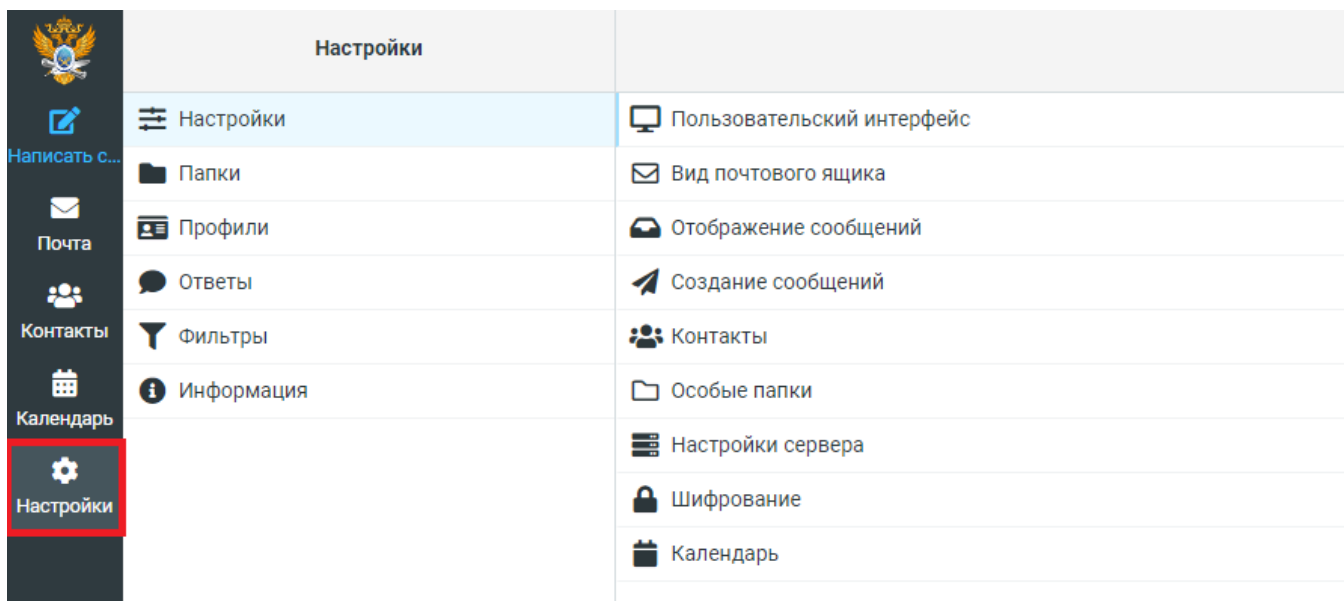 Написать с...
Почта
Контакты
Календарь
Настройки
Настройки
Настройки
Папки
Профили
Ответы
Фильтры
Информация
Пользовательский интерфейс
Вид почтового ящика
Отображение сообщений
Создание сообщений
Контакты
Особые папки
Настройки сервера
Шифрование
Календарь